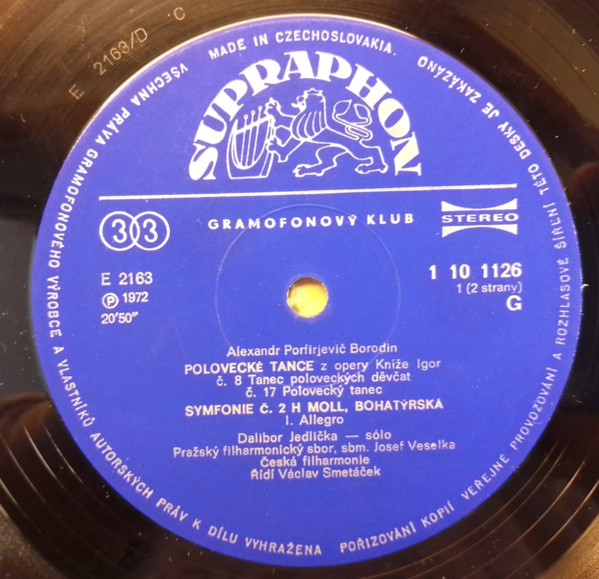 E 2163/D C
MADE IN CZECHOSLOVAKIA.
VŠECHNA PRÁVA GRAMOFONOVÉHO VÝROBCE A VLASTNÍKŮ AUTORSKÝCH PRÁV K DÍLU VYHRAŽENA
POŘIZOVÁNÍ KOPIÍ VEŘEJNÉ PROVOZOVÁNÍ A ROZHLASOVÉ ŠÍŘENÍ TÉTO DESKY JE ZAKÁZÁNO
SUPRAPHON
33
GRAMOFONOVÝ KLUB
STEREO
E 2163
Ⓟ 1972
20'50"
1 10 1126
1 (2 strany)
G
Alexandr Porfirjevič Borodin
POLOVECKÉ TANCE z opery Kníže Igor
č. 8 Tanec poloveckých děvčat
č. 17 Polovecký tanec
SYMFONIE Č. 2 H MOLL, BOHATÝRSKÁ
I. Allegro
Dalibor Jedlička — sólo
Pražský filharmonický sbor, sbm. Josef Veselka
Česká filharmonie
Řídí Václav Smetáček